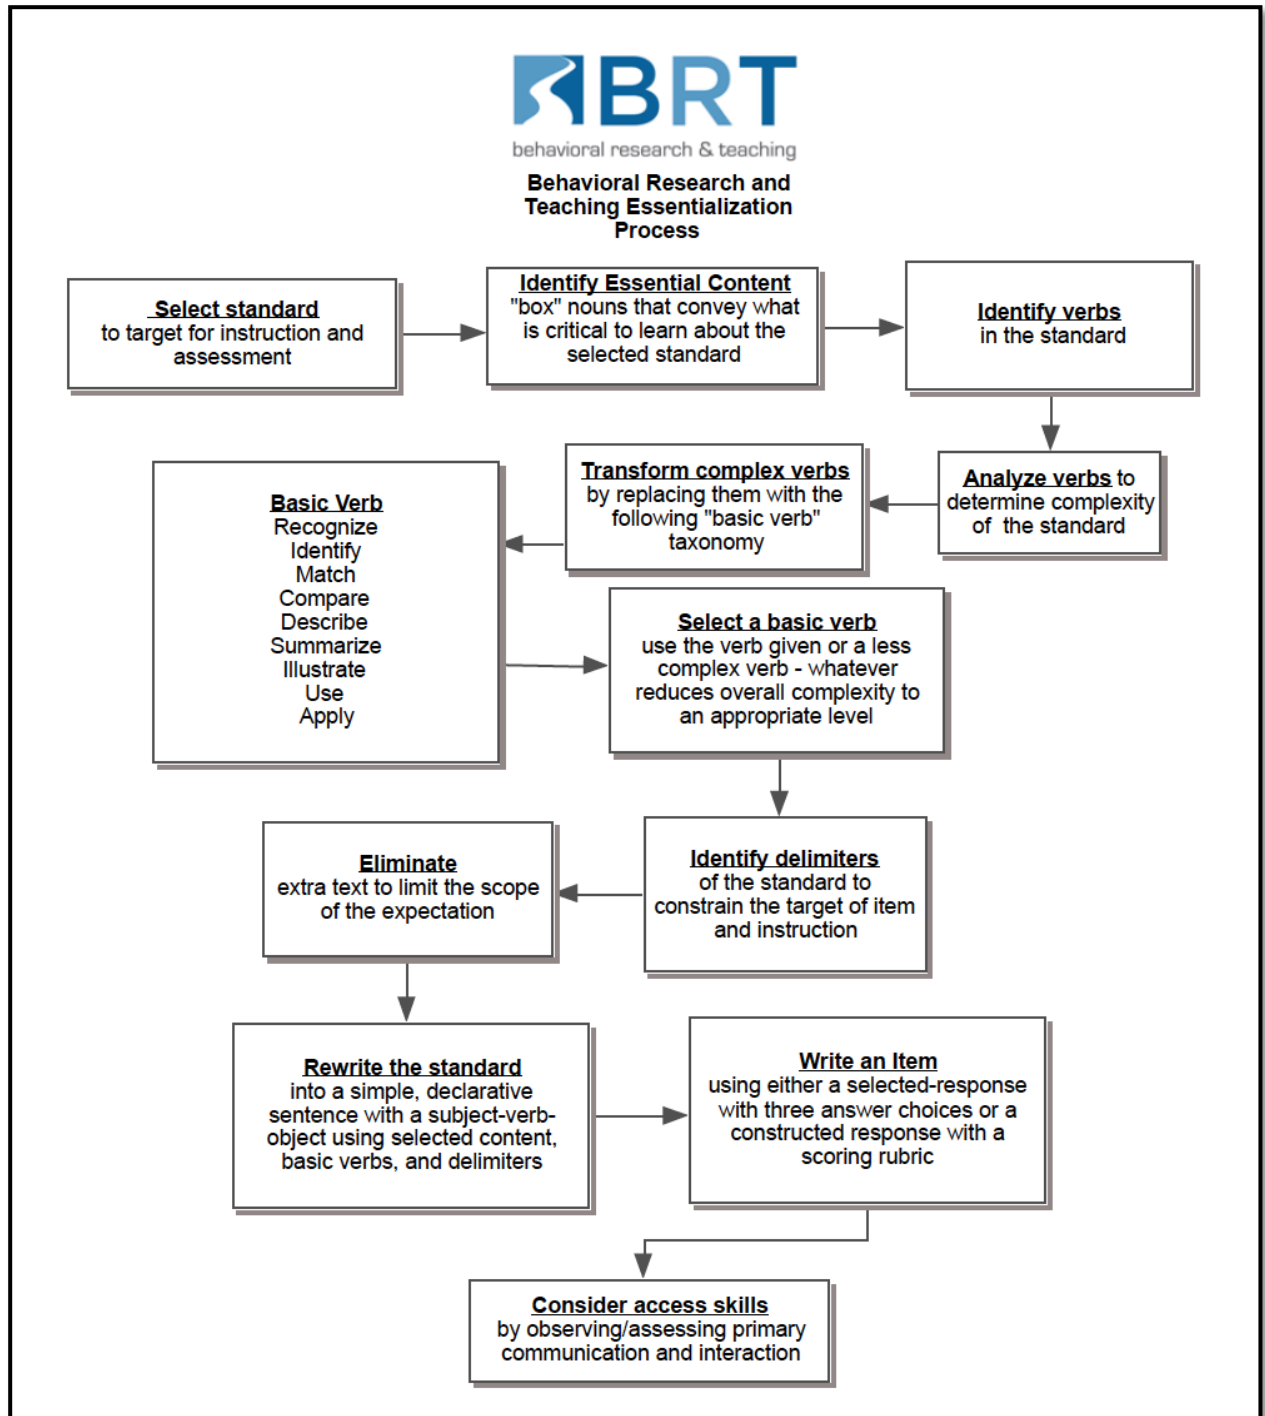 BRT
behavioral research & teaching
Behavioral Research and
Teaching Essentialization
Process
Select standard
to target for instruction and
assessment
Identify Essential Content
"box" nouns that convey what
is critical to learn about the
selected standard
Identify verbs
in the standard
Analyze verbs to
determine complexity
of the standard
Transform complex verbs
by replacing them with the
following "basic verb"
taxonomy
Basic Verb
Recognize
Identify
Match
Compare
Describe
Summarize
Illustrate
Use
Apply
Select a basic verb
use the verb given or a less
complex verb - whatever
reduces overall complexity to
an appropriate level
Identify delimiters
of the standard to
constrain the target of item
and instruction
Eliminate
extra text to limit the scope
of the expectation
Rewrite the standard
into a simple, declarative
sentence with a subject-verb-
object using selected content,
basic verbs, and delimiters
Write an Item
using either a selected-response
with three answer choices or a
constructed response with a
scoring rubric
Consider access skills
by observing/assessing primary
communication and interaction